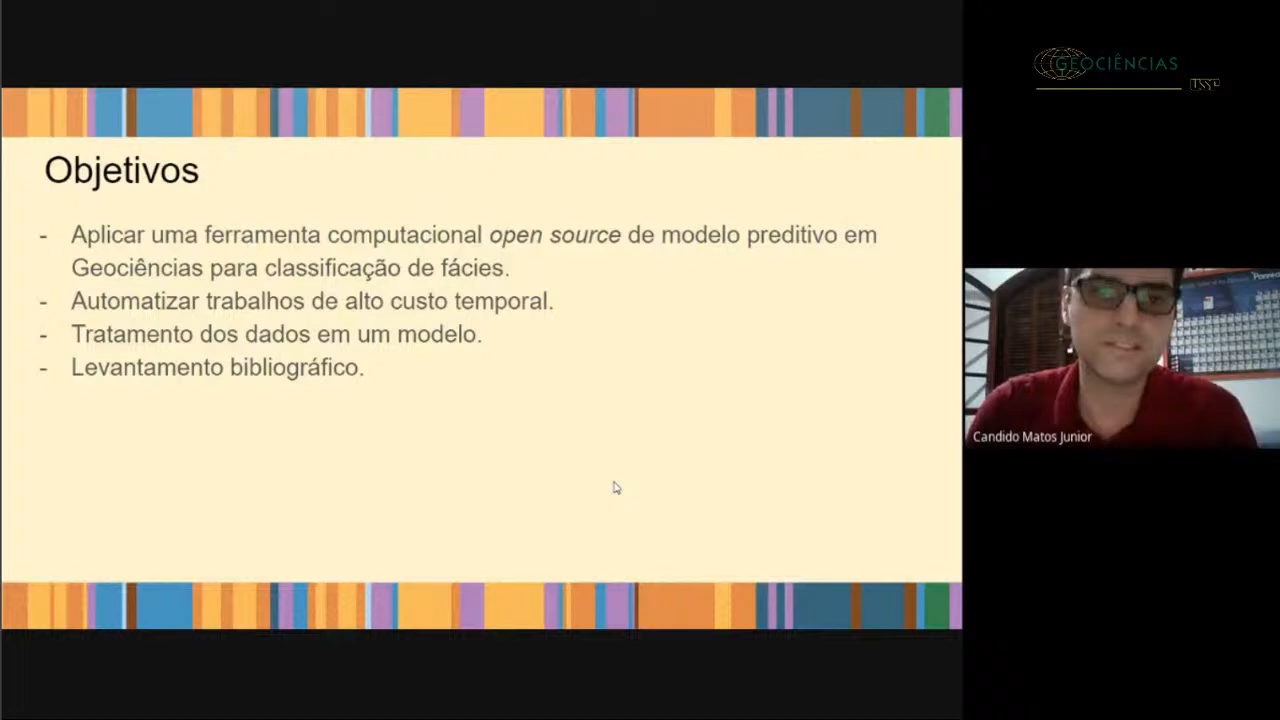 GEOCIÊNCIAS
USP
Objetivos
- Aplicar uma ferramenta computacional open source de modelo preditivo em
Geociências para classificação de fácies.
- Automatizar trabalhos de alto custo temporal.
- Tratamento dos dados em um modelo.
- Levantamento bibliográfico.
Candido Matos Junior